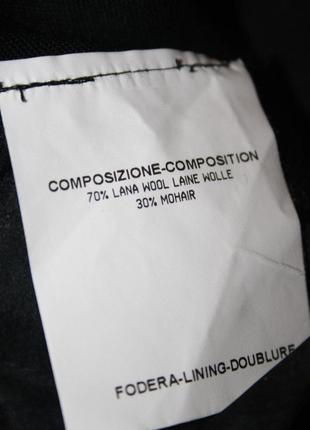 COMPOSIZIONE-COMPOSITION
70% LANA WOOL LAINE WOLLE
30% MOHAIR
FODERA-LINING-DOUBLURE